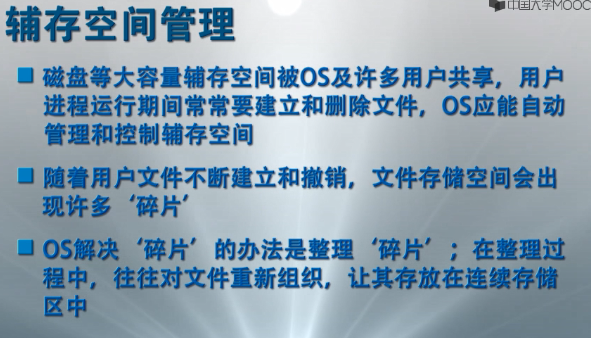 中国大学MOOC
辅存空间管理
磁盘等大容量辅存空间被OS及许多用户共享，用户
进程运行期间常常要建立和删除文件，OS应能自动
管理和控制辅存空间
随着用户文件不断建立和撤销，文件存储空间会出
现许多‘碎片’
OS解决‘碎片’的办法是整理‘碎片’；在整理过
程中，往往对文件重新组织，让其存放在连续存储
区中